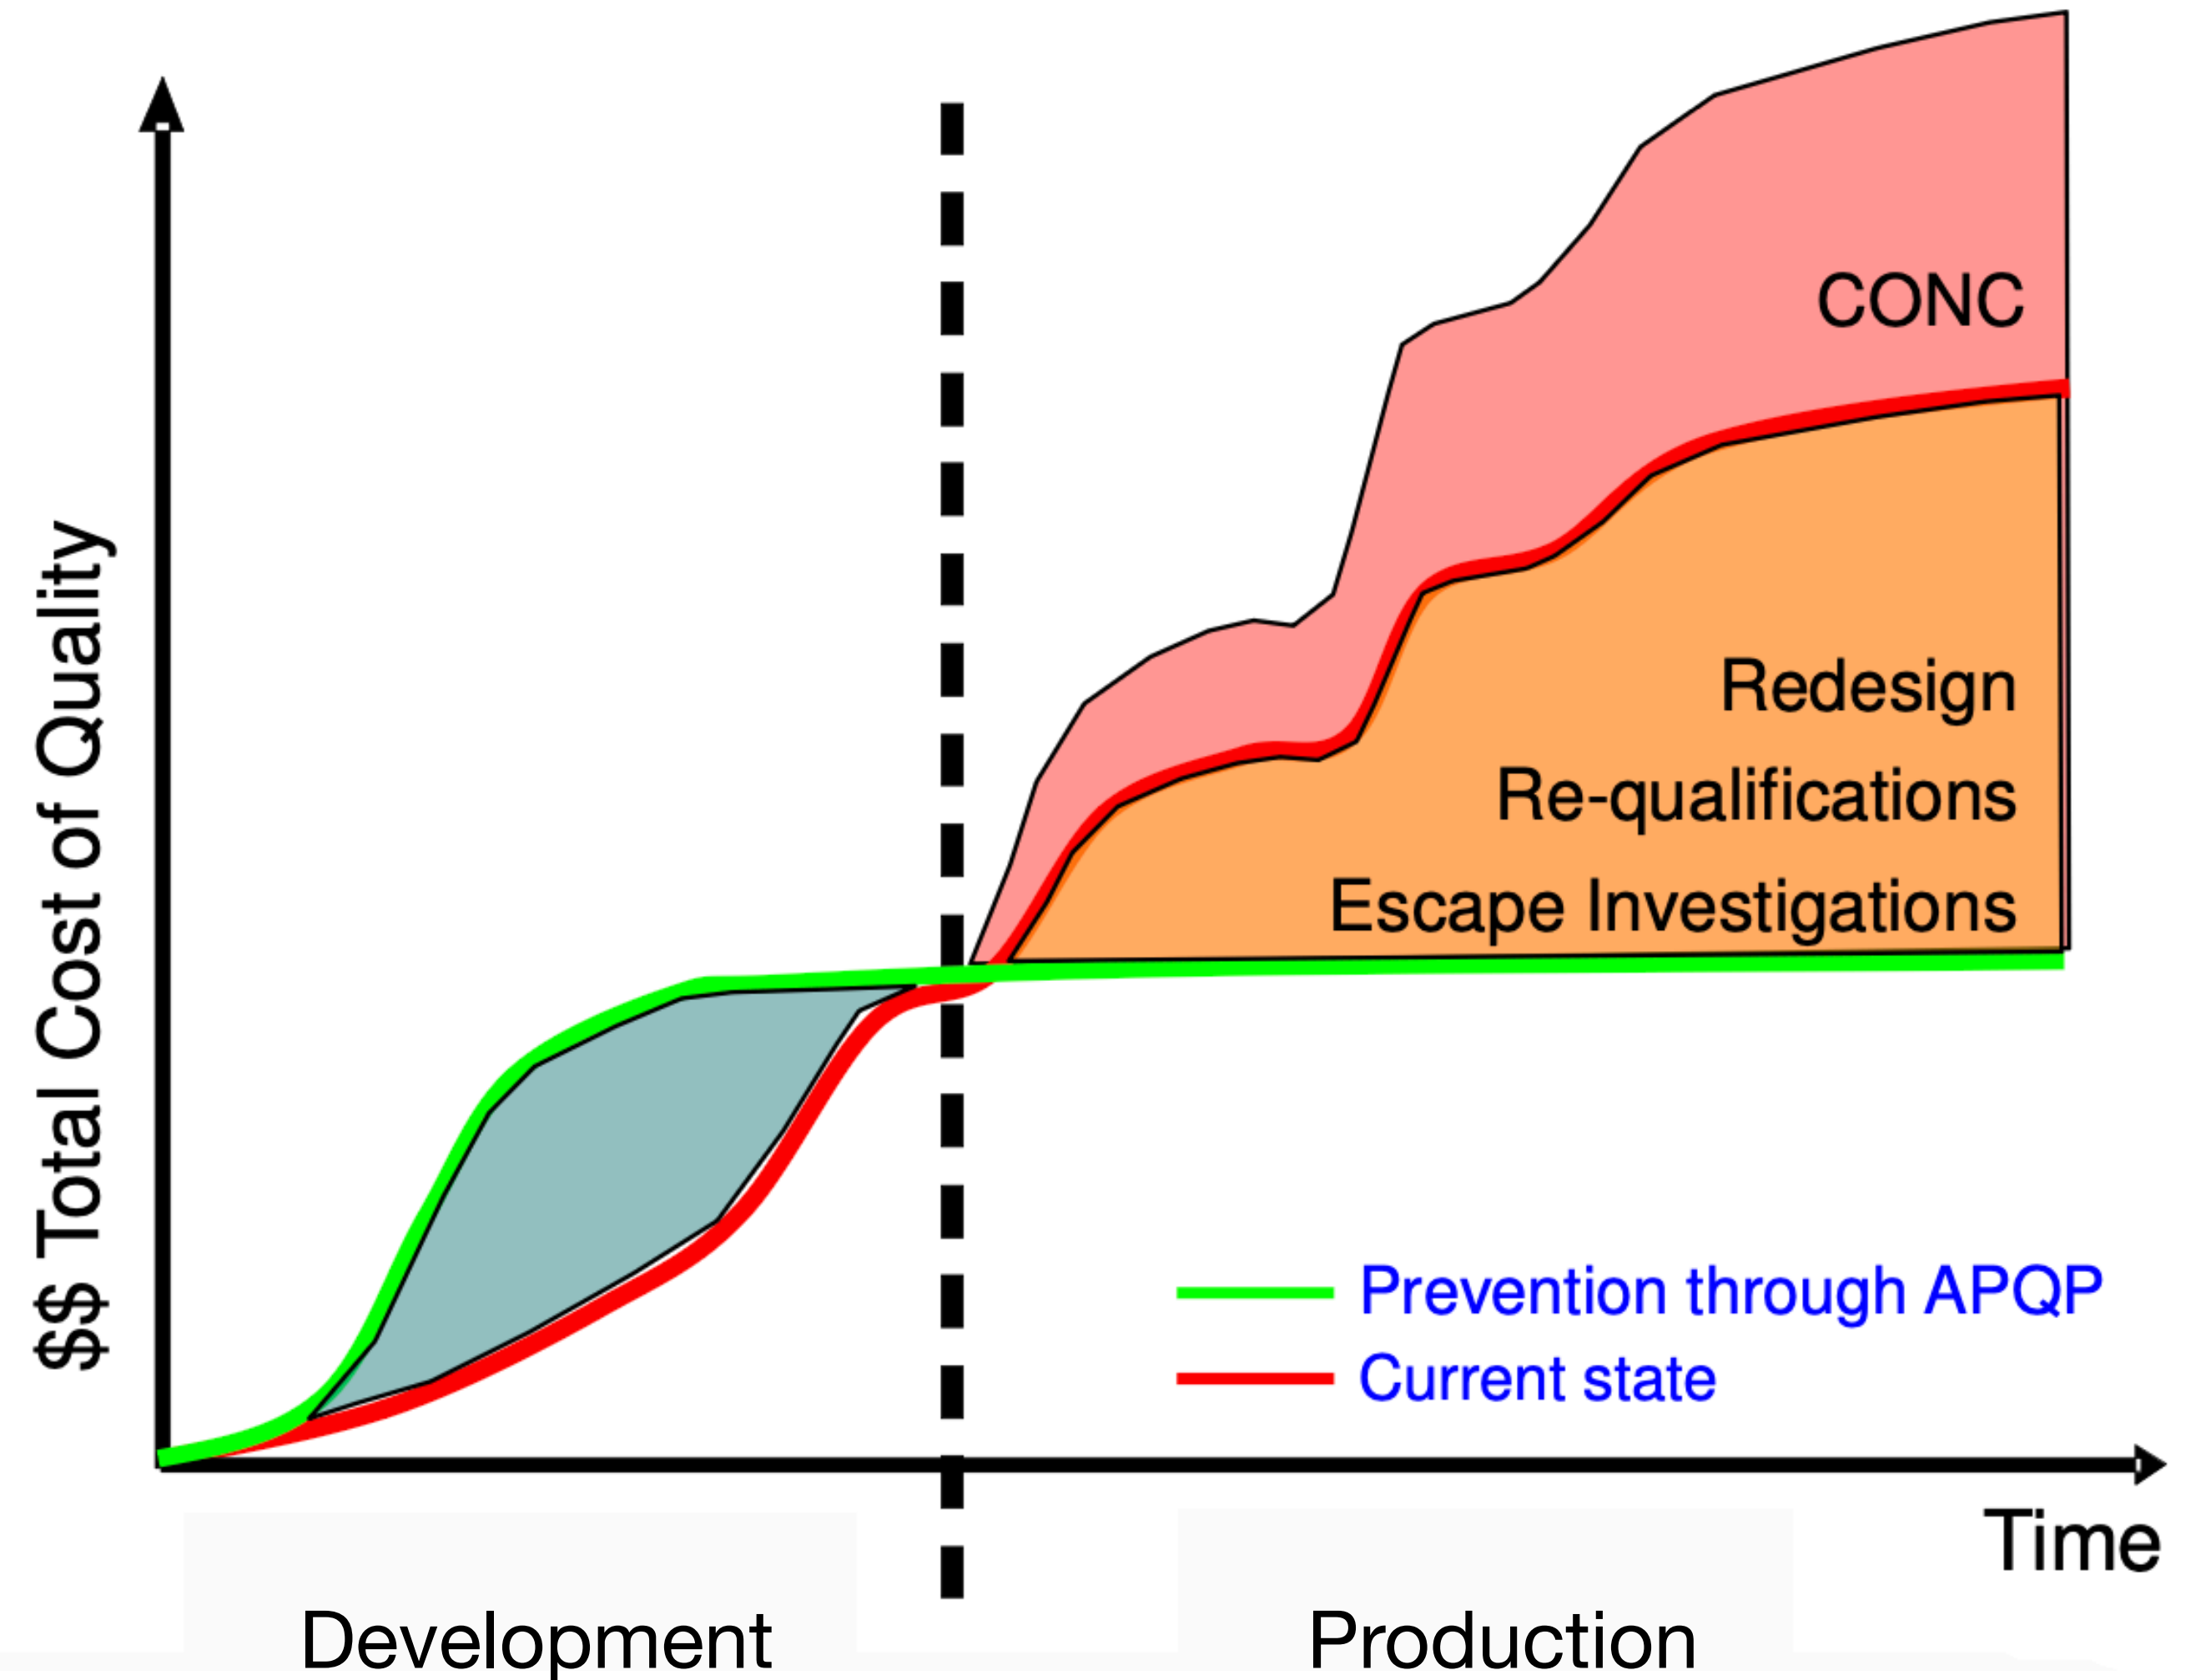 $$ Total Cost of Quality
CONC
Redesign
Re-qualifications
Escape Investigations
Prevention through APQP
Current state
Time
Development
Production